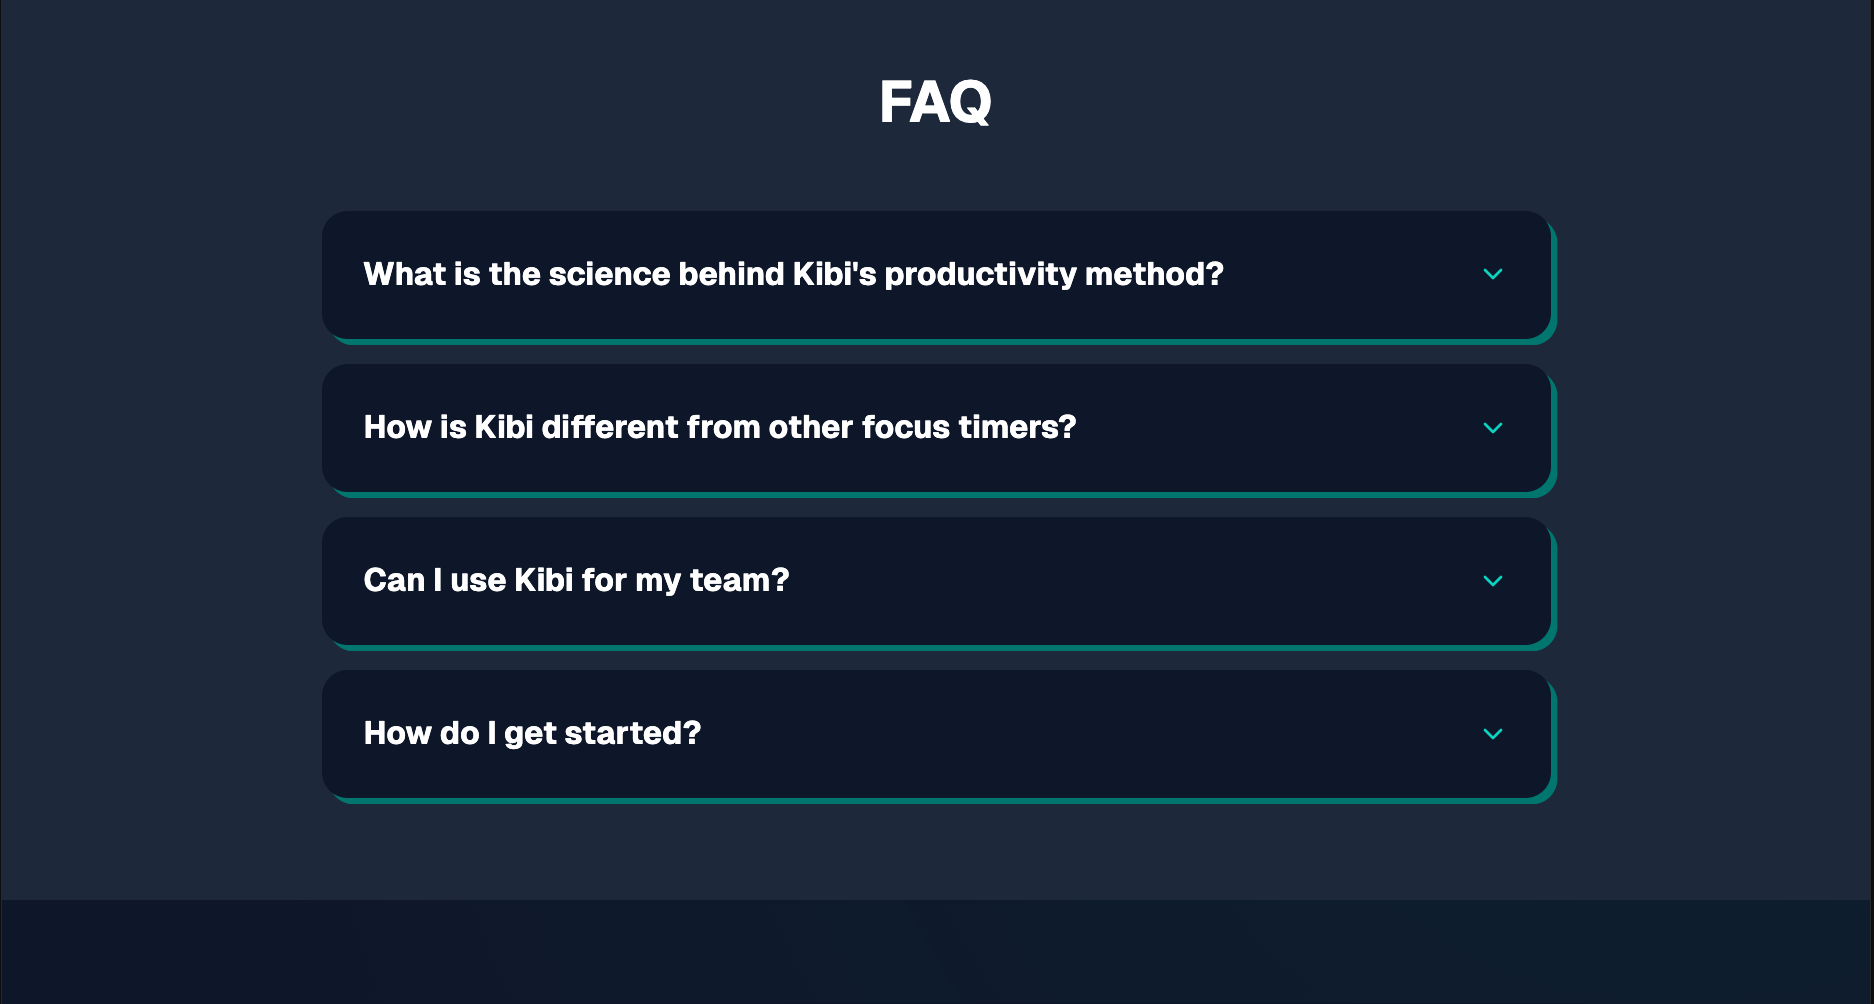 FAQ
What is the science behind Kibi's productivity method?
How is Kibi different from other focus timers?
Can I use Kibi for my team?
How do I get started?